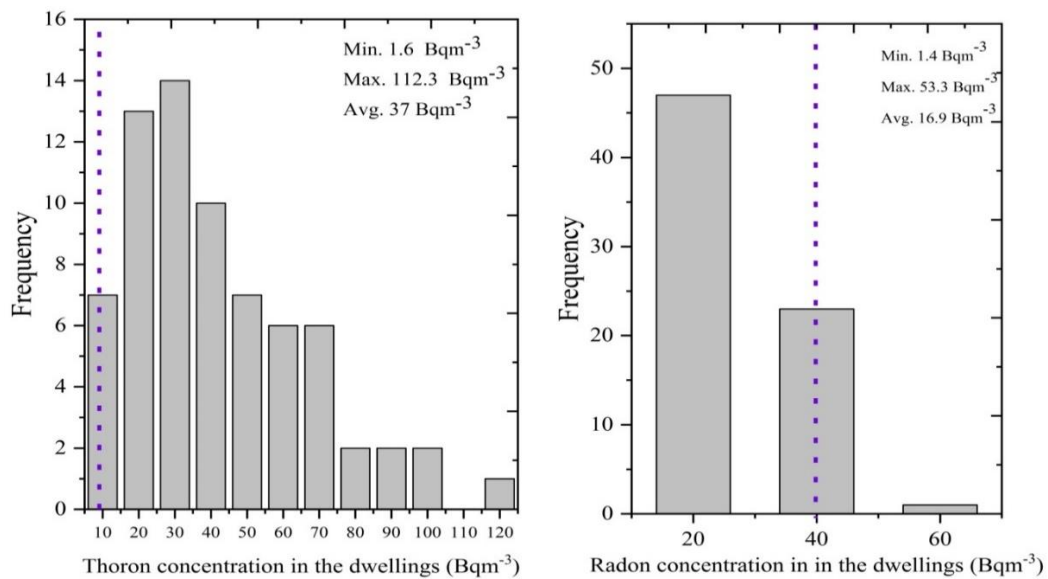 16
14
12
10
8
6
4
2
0
Frequency
Min. 1.6 Bqm⁻³
Max. 112.3 Bqm⁻³
Avg. 37 Bqm⁻³
10 20 30 40 50 60 70 80 90 100 110 120
Thoron concentration in the dwellings (Bqm⁻³)
50
40
30
20
10
0
Frequency
Min. 1.4 Bqm⁻³
Max. 53.3 Bqm⁻³
Avg. 16.9 Bqm⁻³
20 40 60
Radon concentration in in the dwellings (Bqm⁻³)